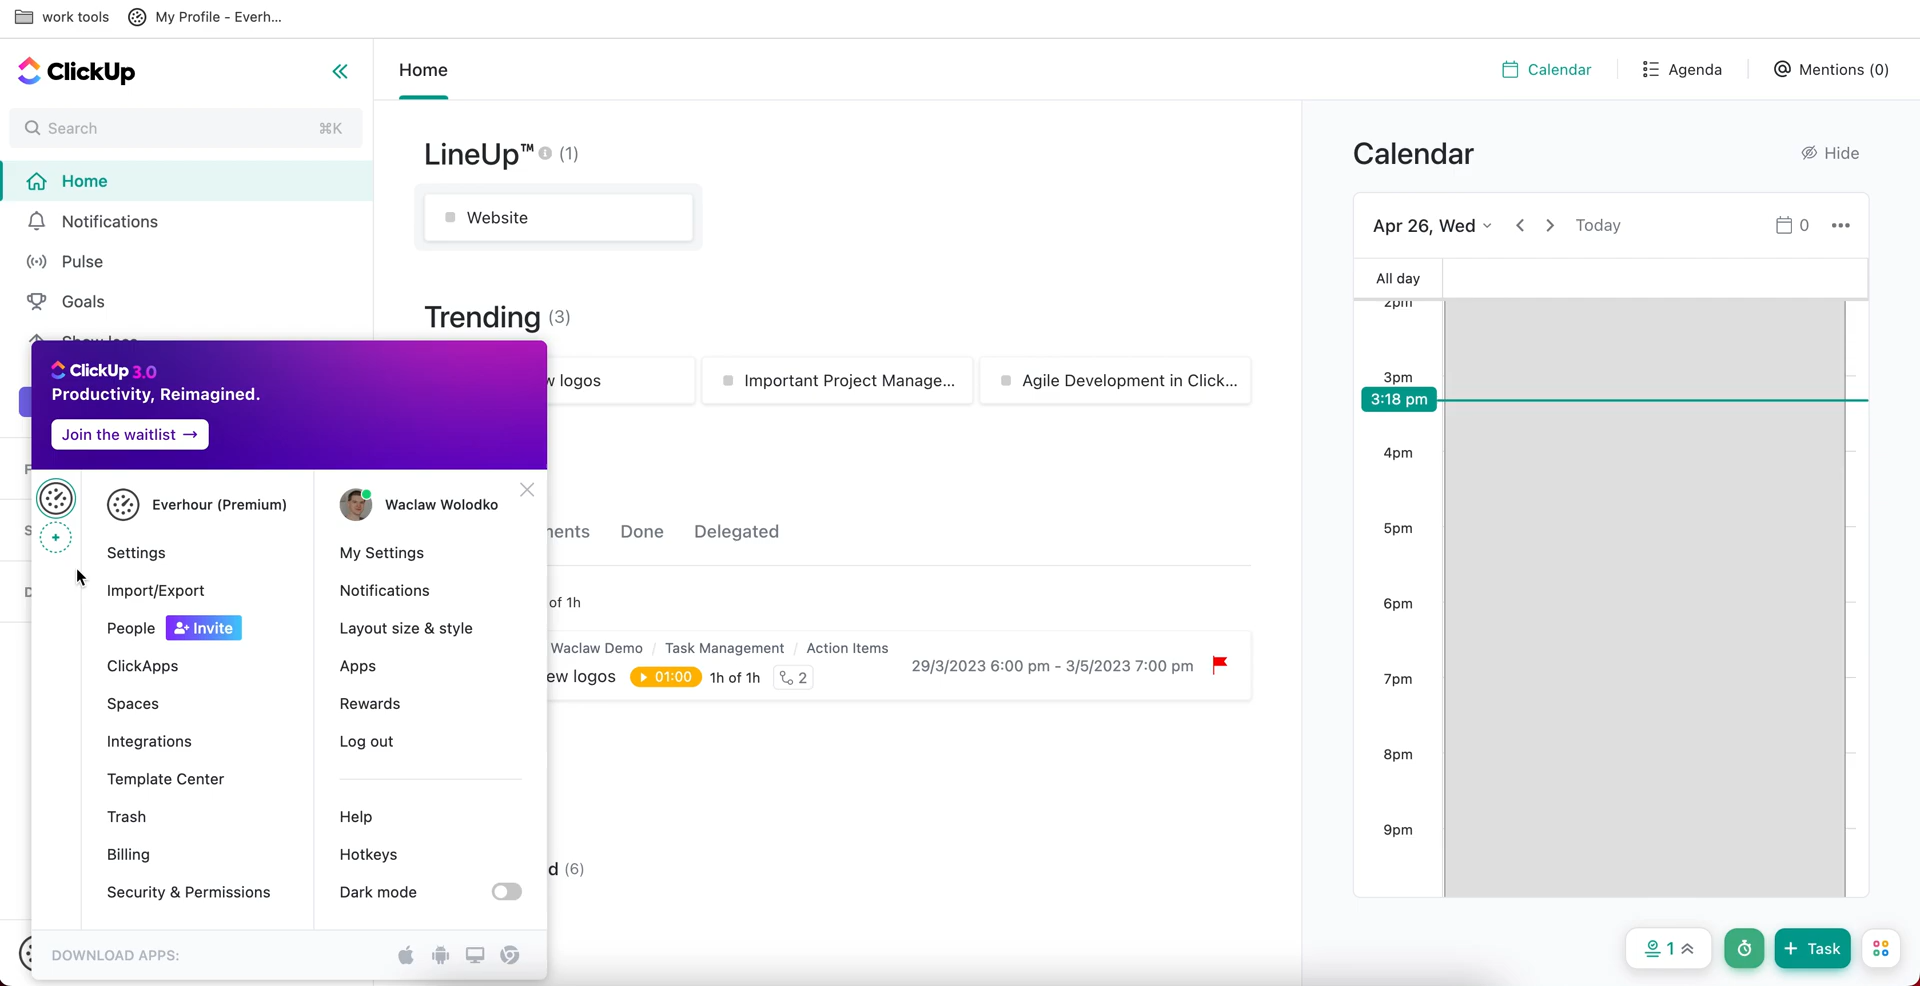 work tools
My Profile - Everh...
ClickUp
Search
⌘K
Home
Notifications
Pulse
Goals
Home
Calendar
Agenda
Mentions (0)
LineUp™ (1)
Website
Trending (3)
w logos
Important Project Manage...
Agile Development in Click...
ClickUp 3.0
Productivity, Reimagined.
Join the waitlist →
Everhour (Premium)
Settings
Import/Export
People
Invite
ClickApps
Spaces
Integrations
Template Center
Trash
Billing
Security & Permissions
Waclaw Wolodko
My Settings
Notifications
Layout size & style
Apps
Rewards
Log out
Help
Hotkeys
Dark mode
DOWNLOAD APPS:
nents
Done
Delegated
of 1h
Waclaw Demo / Task Management / Action Items
ew logos
01:00
1h of 1h
2
29/3/2023 6:00 pm - 3/5/2023 7:00 pm
d (6)
Calendar
Hide
Apr 26, Wed
Today
0
All day
2pm
3pm
3:18 pm
4pm
5pm
6pm
7pm
8pm
9pm
1
+ Task